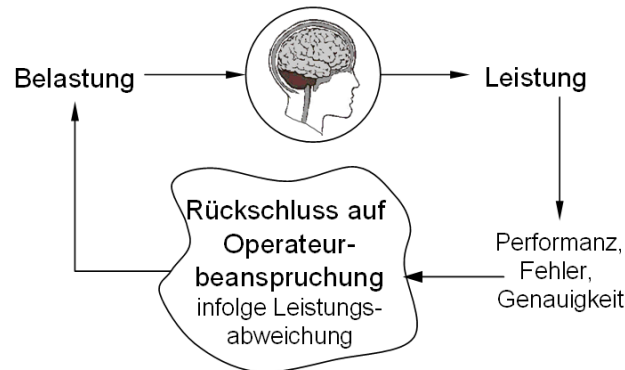 Belastung
Leistung
Rückschluss auf
Operateur-
beanspruchung
infolge Leistungs-
abweichung
Performanz,
Fehler,
Genauigkeit